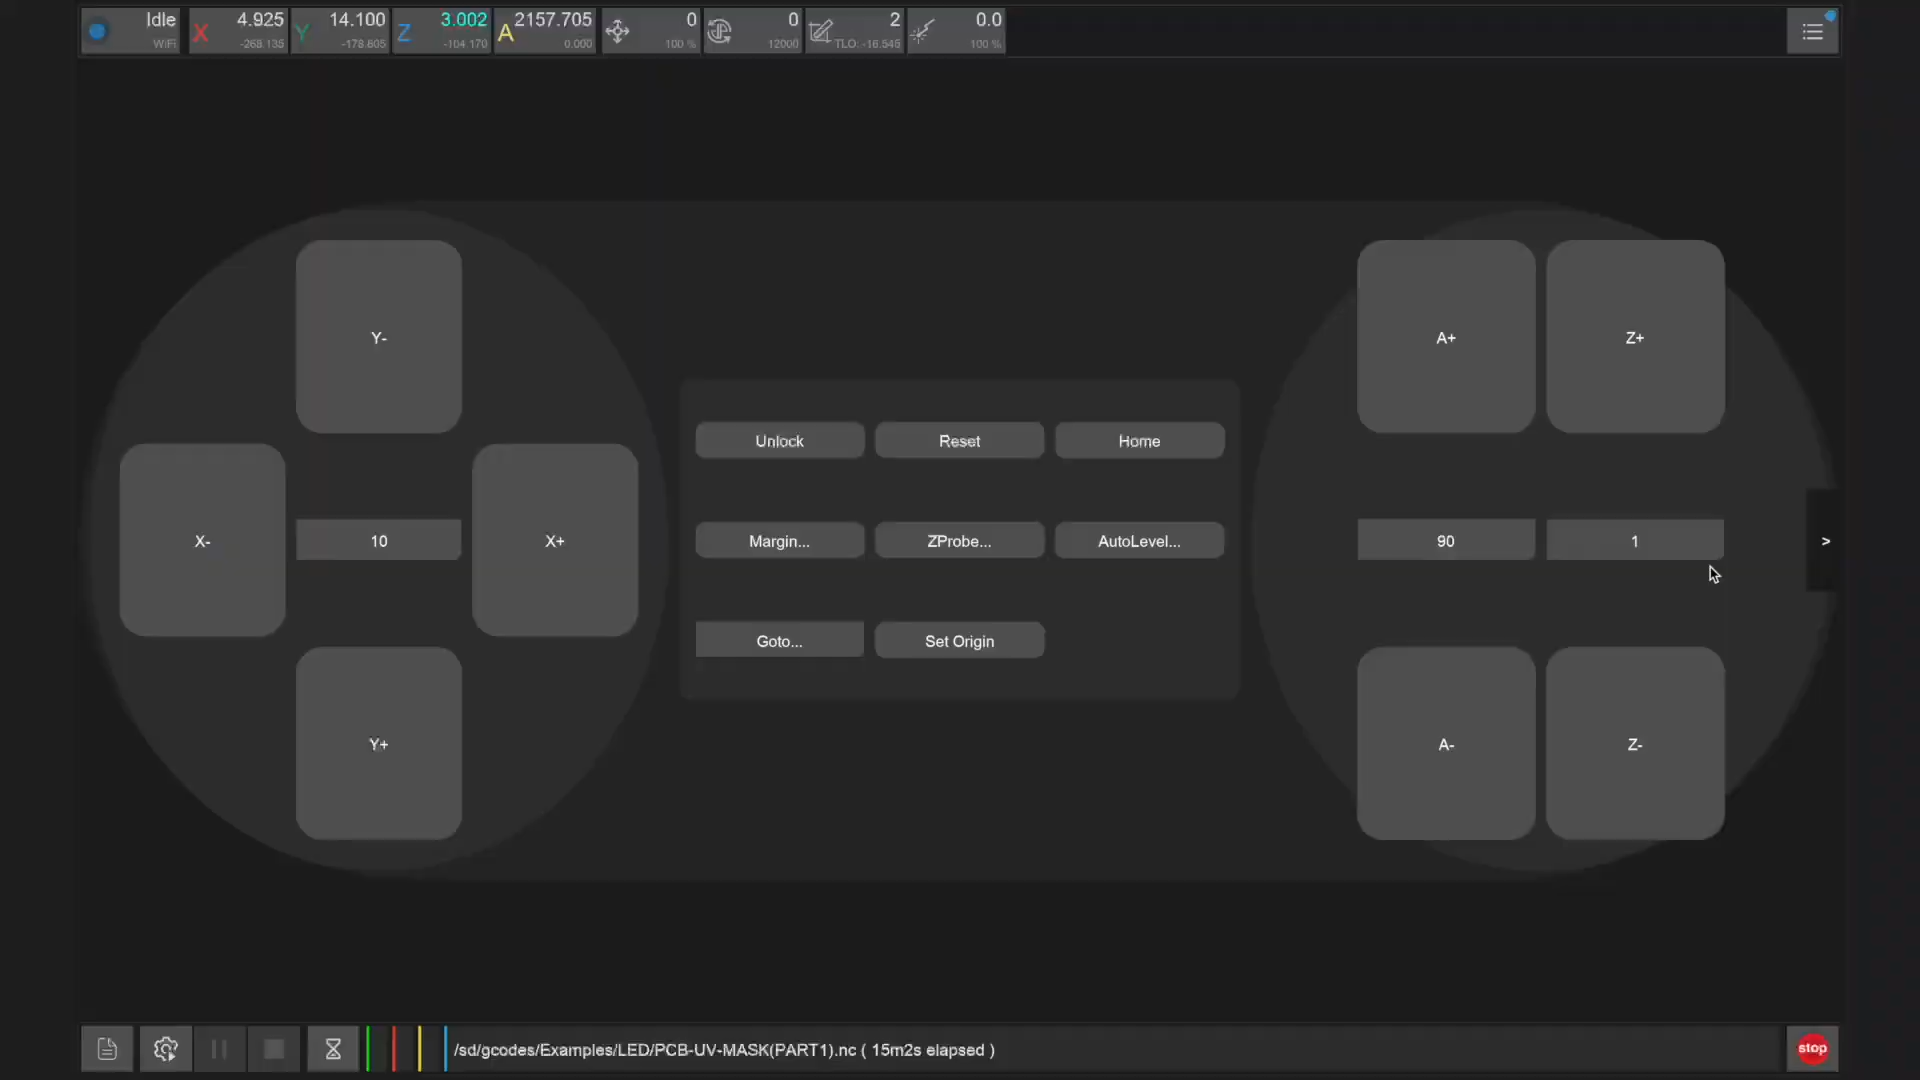 Idle
WiFi
X 4.925
-268.135
Y 14.100
-178.605
Z 3.002
-104.170
A 2157.705
0.000
0
100 %
0
12000
2
TLO: -16.545
0.0
100 %
Y-
A+ Z+
Unlock Reset Home
X- 10 X+
Margin... ZProbe... AutoLevel...
90 1 >
Goto... Set Origin
Y+
A- Z-
/sd/gcodes/Examples/LED/PCB-UV-MASK(PART1).nc ( 15m2s elapsed )
stop